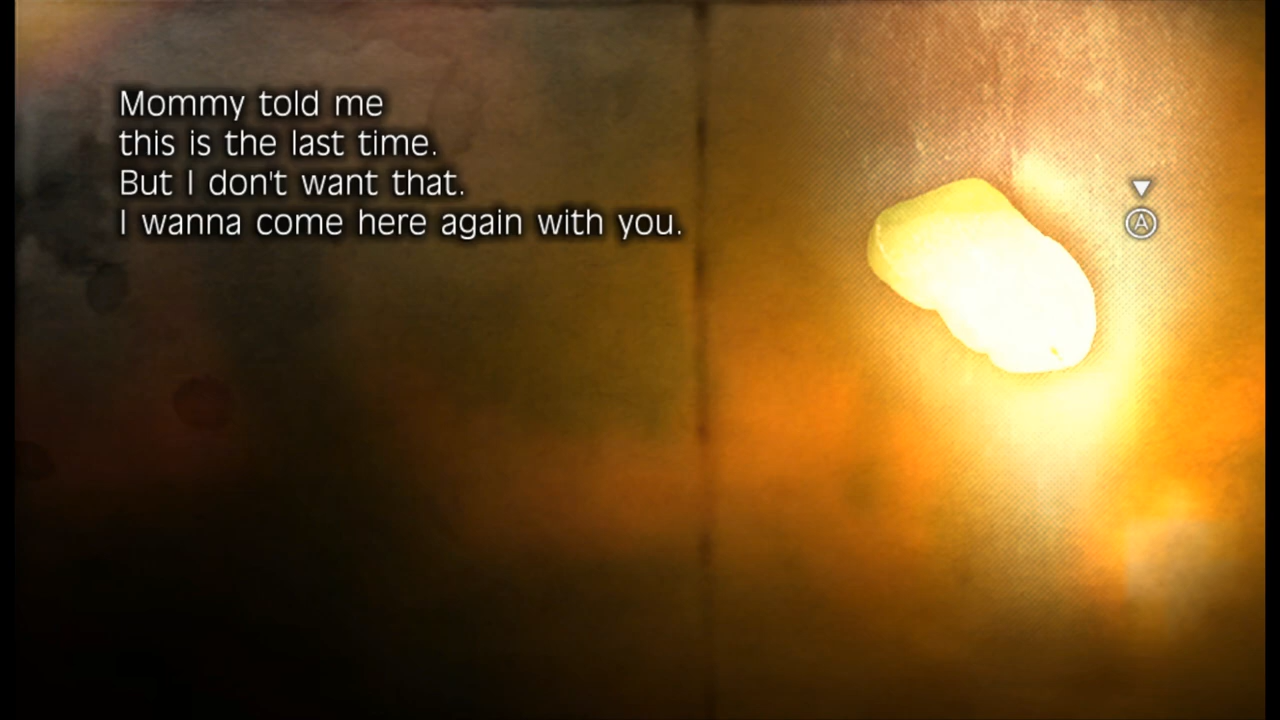 Mommy told me
this is the last time.
But I don't want that.
I wanna come here again with you.
A